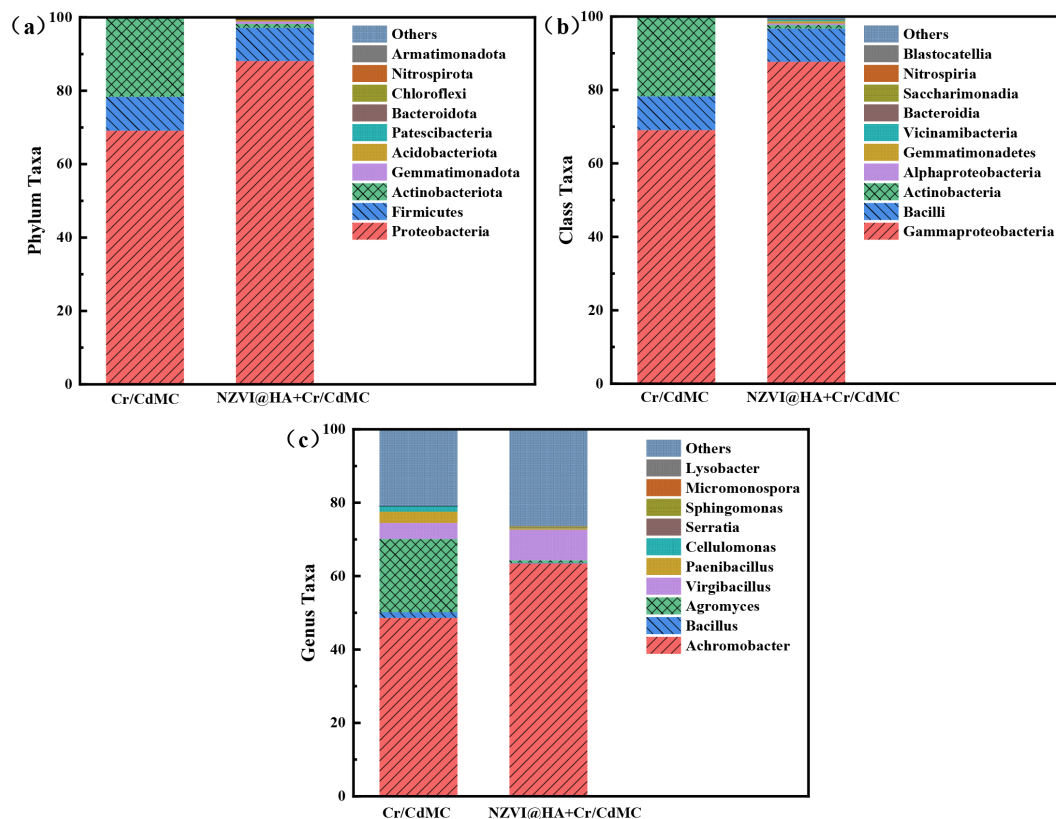 (a)
Phylum Taxa
100
80
60
40
20
0
Others
Armatimonadota
Nitrospirota
Chloroflexi
Bacteroidota
Patescibacteria
Acidobacteriota
Gemmatimonadota
Actinobacteriota
Firmicutes
Proteobacteria
Cr/CdMC
NZVI@HA+Cr/CdMC
(b)
Class Taxa
100
80
60
40
20
0
Others
Blastocatellia
Nitrospiria
Saccharimonadia
Bacteroidia
Vicinamibacteria
Gemmatimonadetes
Alphaproteobacteria
Actinobacteria
Bacilli
Gammaproteobacteria
Cr/CdMC
NZVI@HA+Cr/CdMC
(c)
Genus Taxa
100
80
60
40
20
0
Others
Lysobacter
Micromonospora
Sphingomonas
Serratia
Cellulomonas
Paenibacillus
Virgibacillus
Agromyces
Bacillus
Achromobacter
Cr/CdMC
NZVI@HA+Cr/CdMC